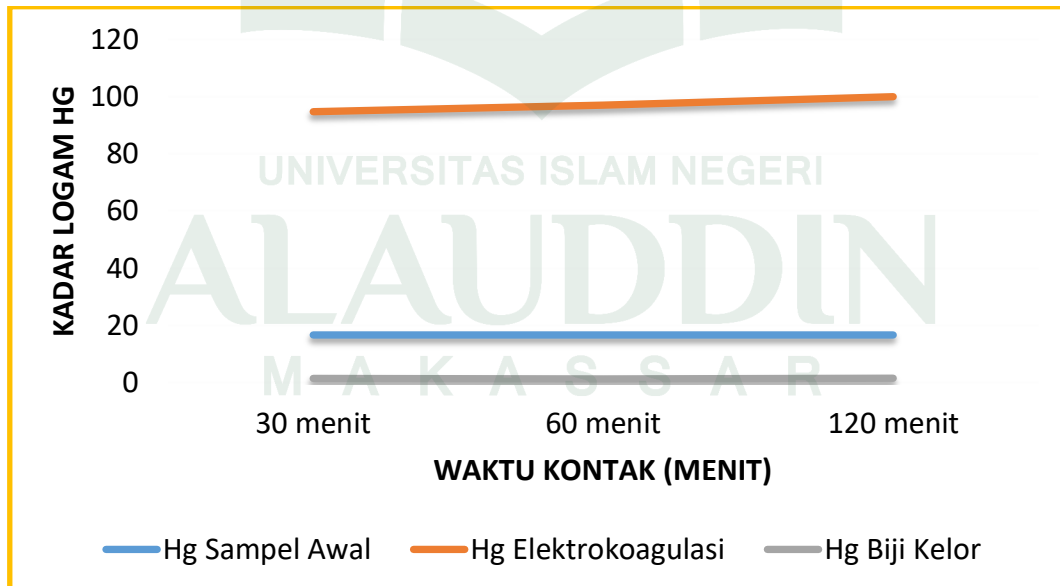 120
100
80
60
40
20
0
KADAR LOGAM HG
UNIVERSITAS ISLAM NEGERI
ALAUDDIN
MAKASSAR
30 menit 60 menit 120 menit
WAKTU KONTAK (MENIT)
Hg Sampel Awal Hg Elektrokoagulasi Hg Biji Kelor